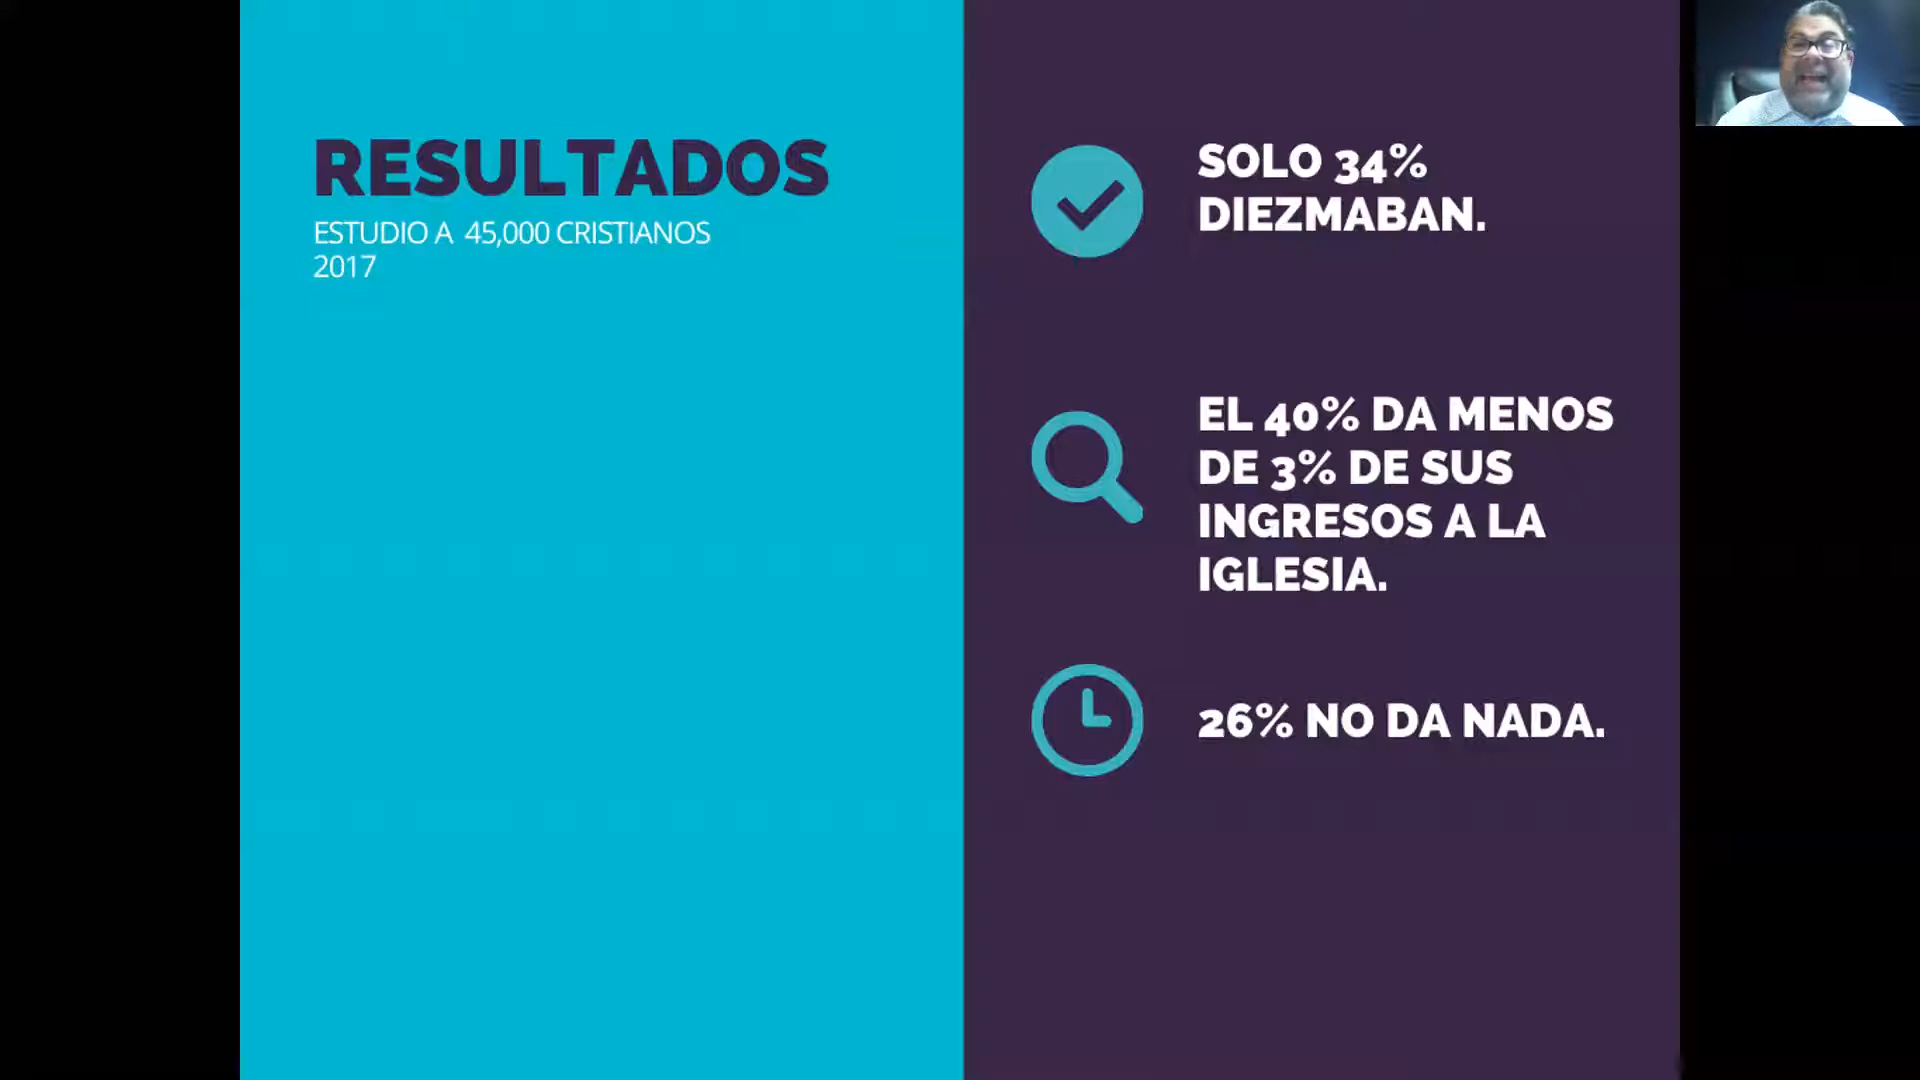 RESULTADOS
ESTUDIO A 45,000 CRISTIANOS
2017
SOLO 34%
DIEZMABAN.
EL 40% DA MENOS
DE 3% DE SUS
INGRESOS A LA
IGLESIA.
26% NO DA NADA.